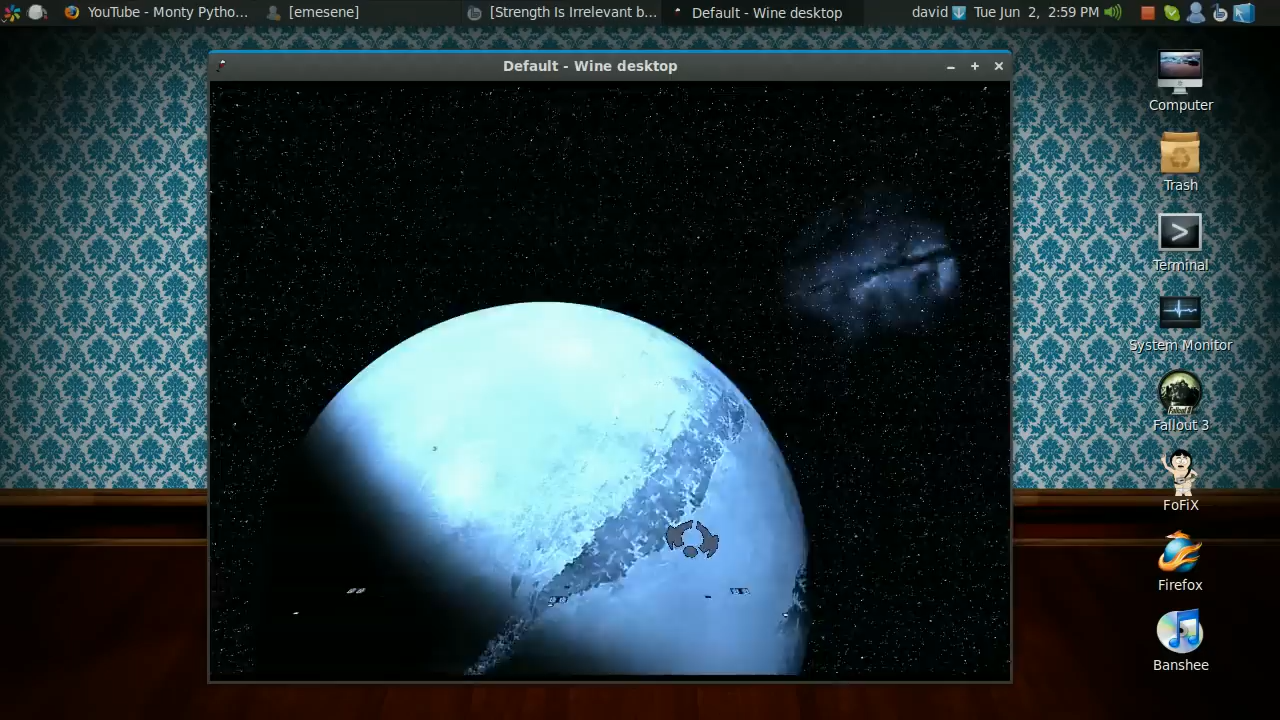 YouTube - Monty Pytho... [emesene] [Strength Is Irrelevant b... Default - Wine desktop david Tue Jun 2, 2:59 PM
Default - Wine desktop
Computer
Trash
Terminal
System Monitor
Fallout 3
FoFiX
Firefox
Banshee